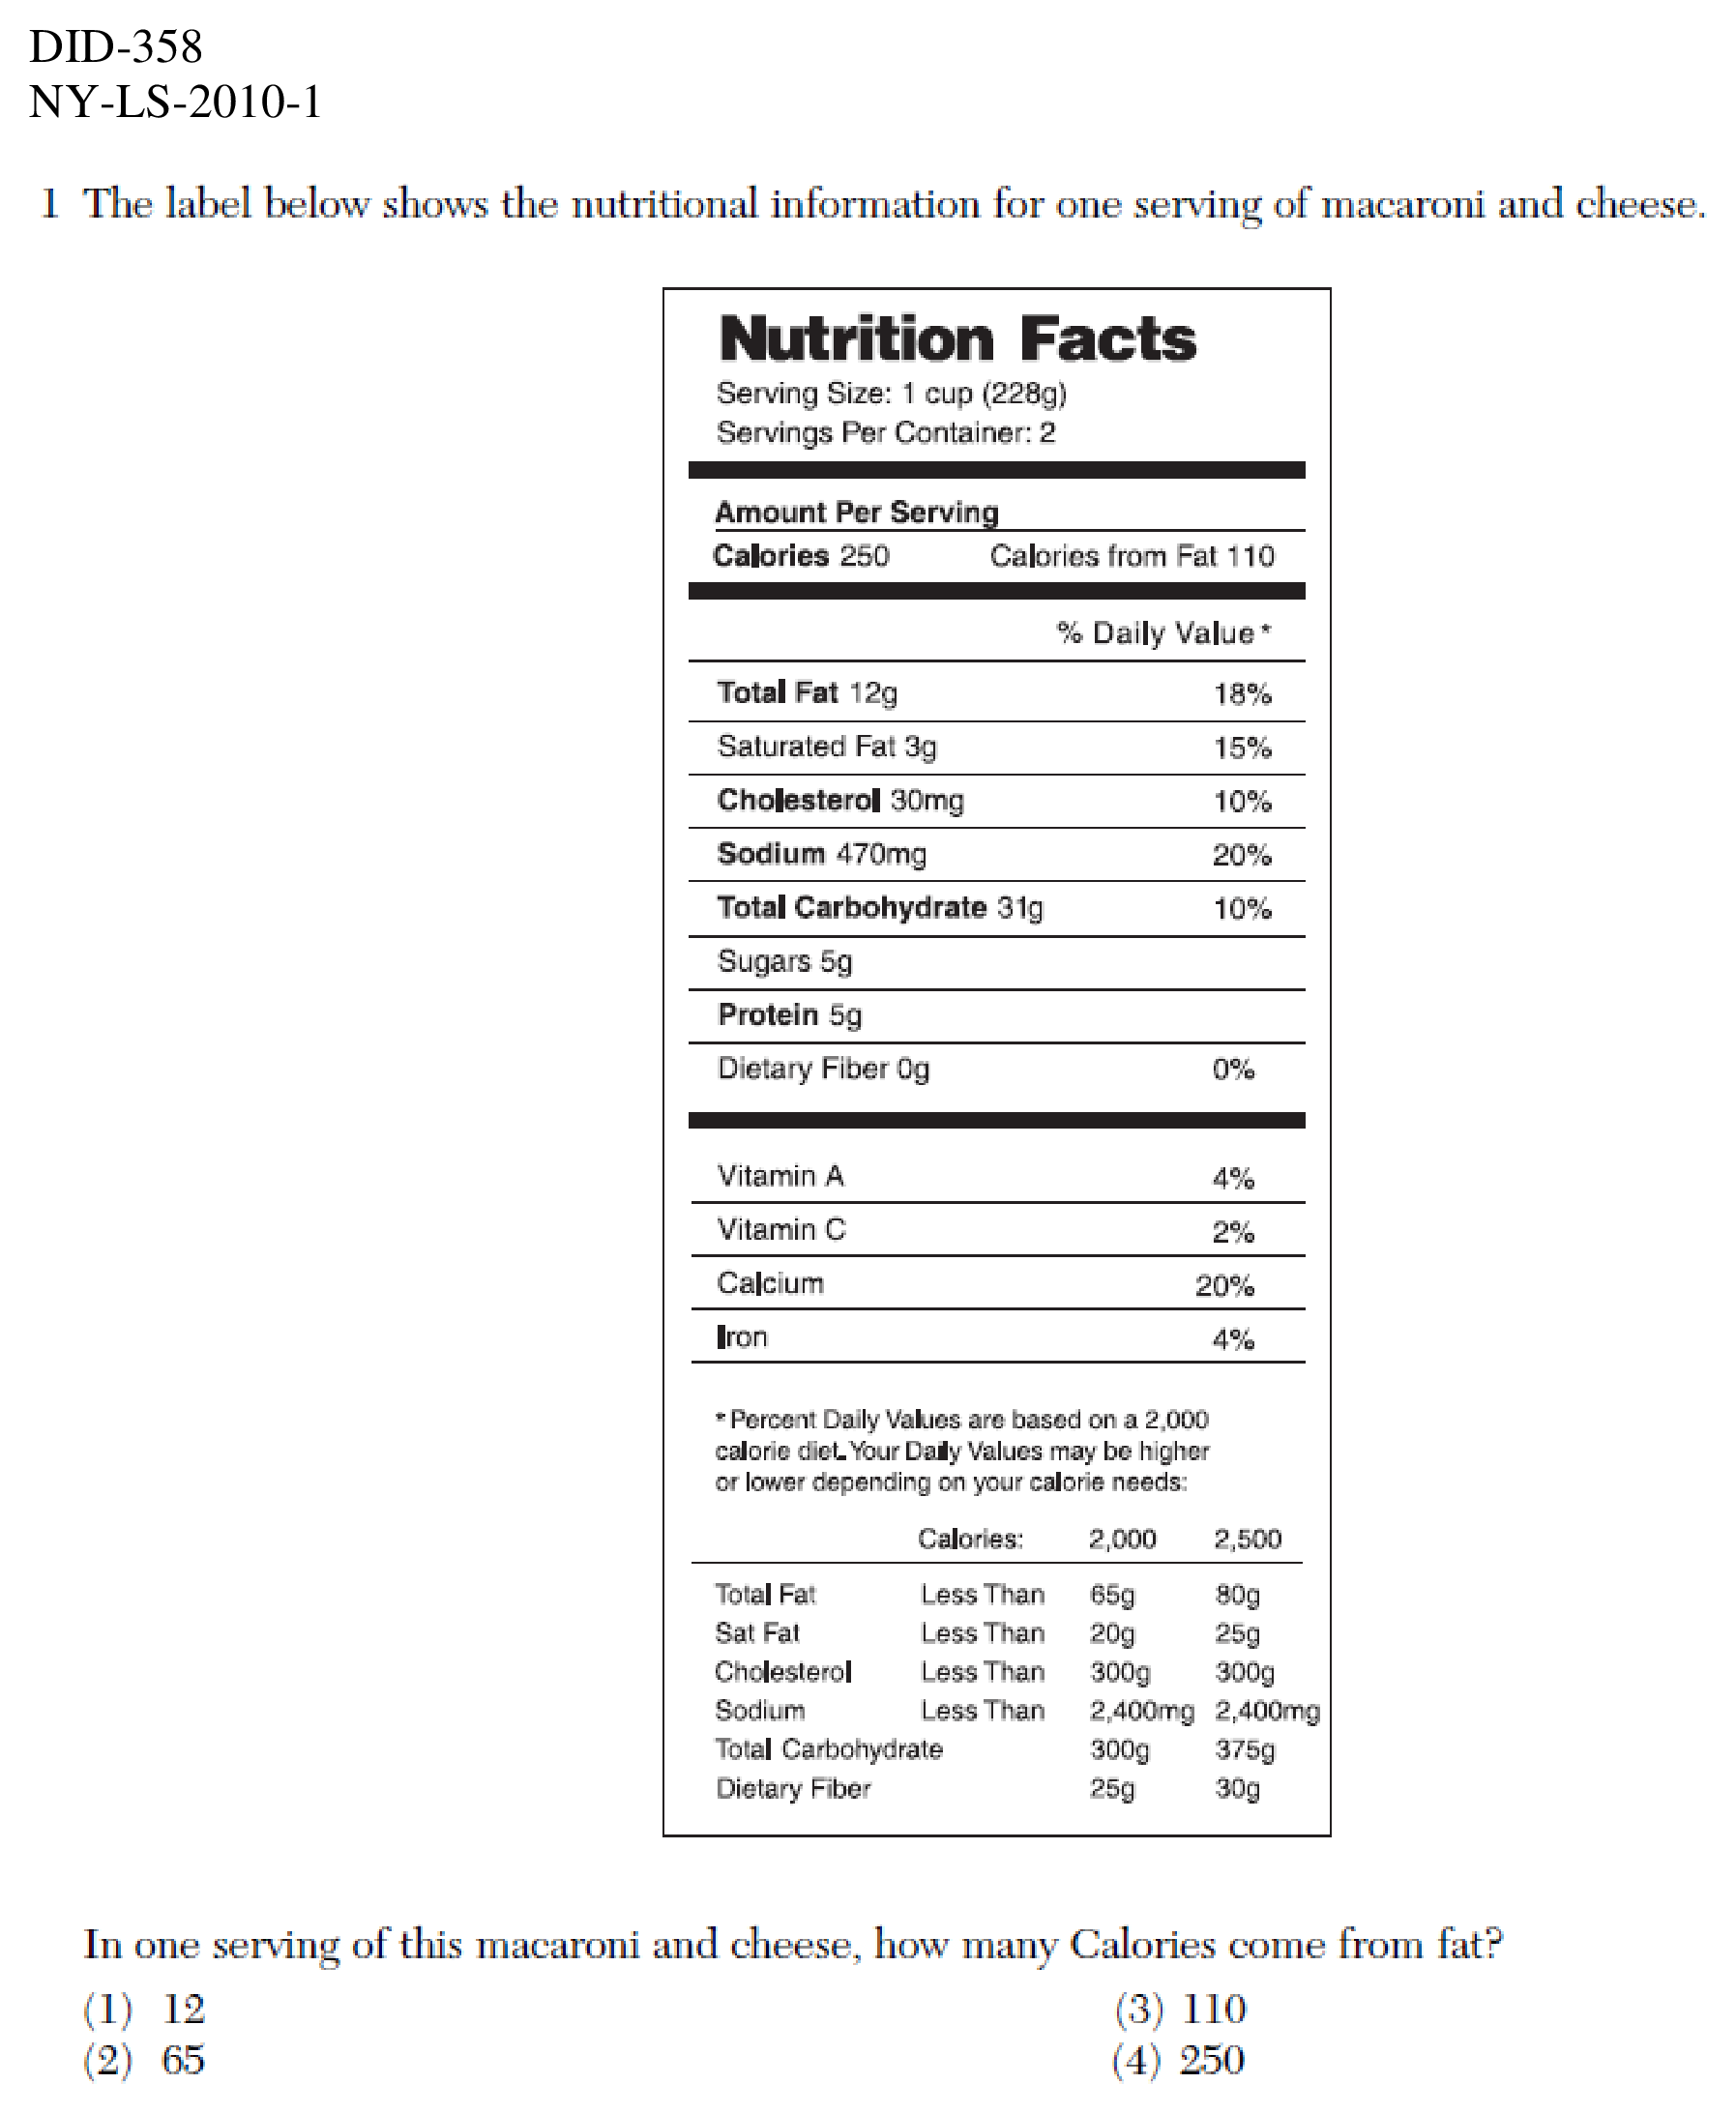 DID-358
NY-LS-2010-1
1 The label below shows the nutritional information for one serving of macaroni and cheese.
Nutrition Facts
Serving Size: 1 cup (228g)
Servings Per Container: 2
Amount Per Serving
Calories 250 Calories from Fat 110
% Daily Value*
Total Fat 12g 18%
Saturated Fat 3g 15%
Cholesterol 30mg 10%
Sodium 470mg 20%
Total Carbohydrate 31g 10%
Sugars 5g
Protein 5g
Dietary Fiber 0g 0%
Vitamin A 4%
Vitamin C 2%
Calcium 20%
Iron 4%
* Percent Daily Values are based on a 2,000
calorie diet. Your Daily Values may be higher
or lower depending on your calorie needs:
Calories: 2,000 2,500
Total Fat Less Than 65g 80g
Sat Fat Less Than 20g 25g
Cholesterol Less Than 300g 300g
Sodium Less Than 2,400mg 2,400mg
Total Carbohydrate 300g 375g
Dietary Fiber 25g 30g
In one serving of this macaroni and cheese, how many Calories come from fat?
(1) 12 (3) 110
(2) 65 (4) 250